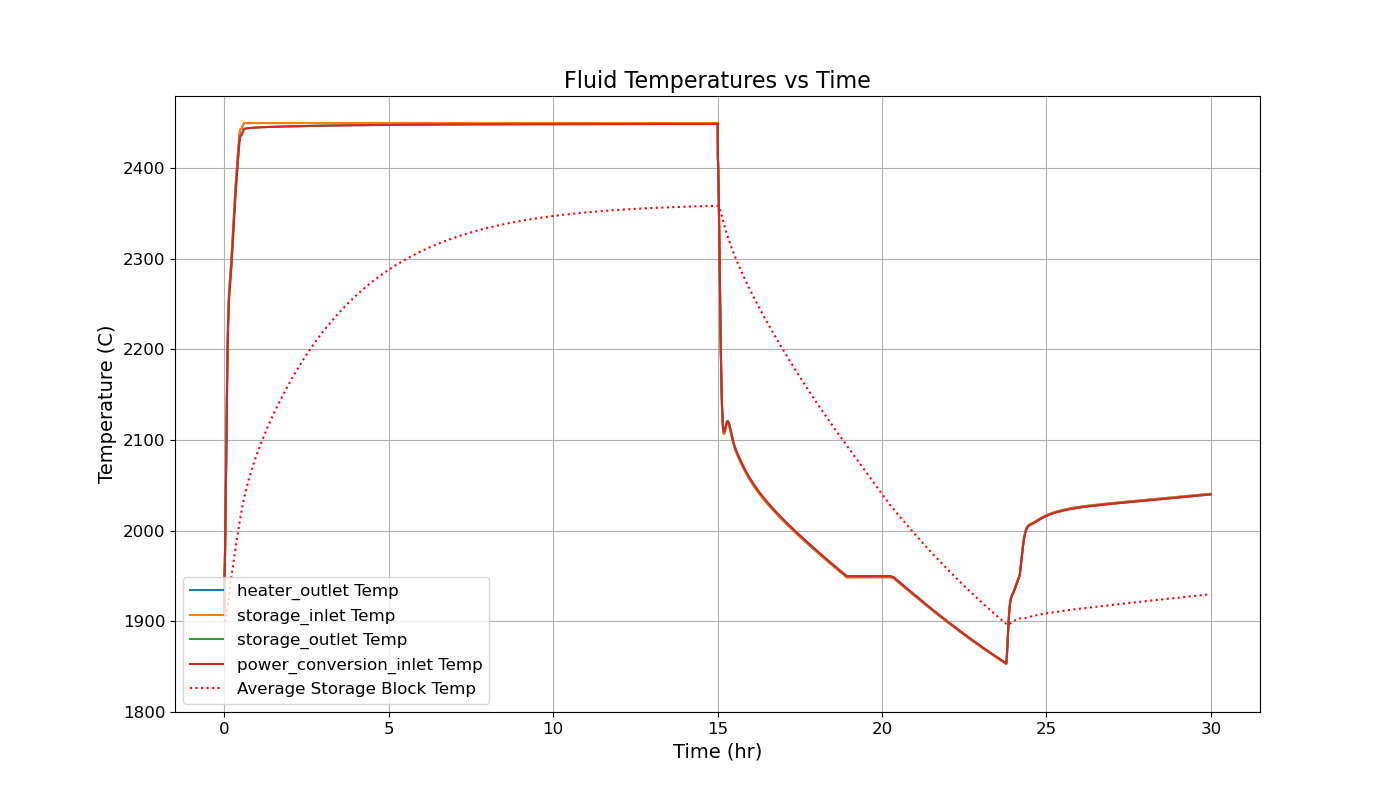 Fluid Temperatures vs Time
Temperature (C)
2400
2300
2200
2100
2000
1900
1800
heater_outlet Temp
storage_inlet Temp
storage_outlet Temp
power_conversion_inlet Temp
Average Storage Block Temp
0 5 10 15 20 25 30
Time (hr)